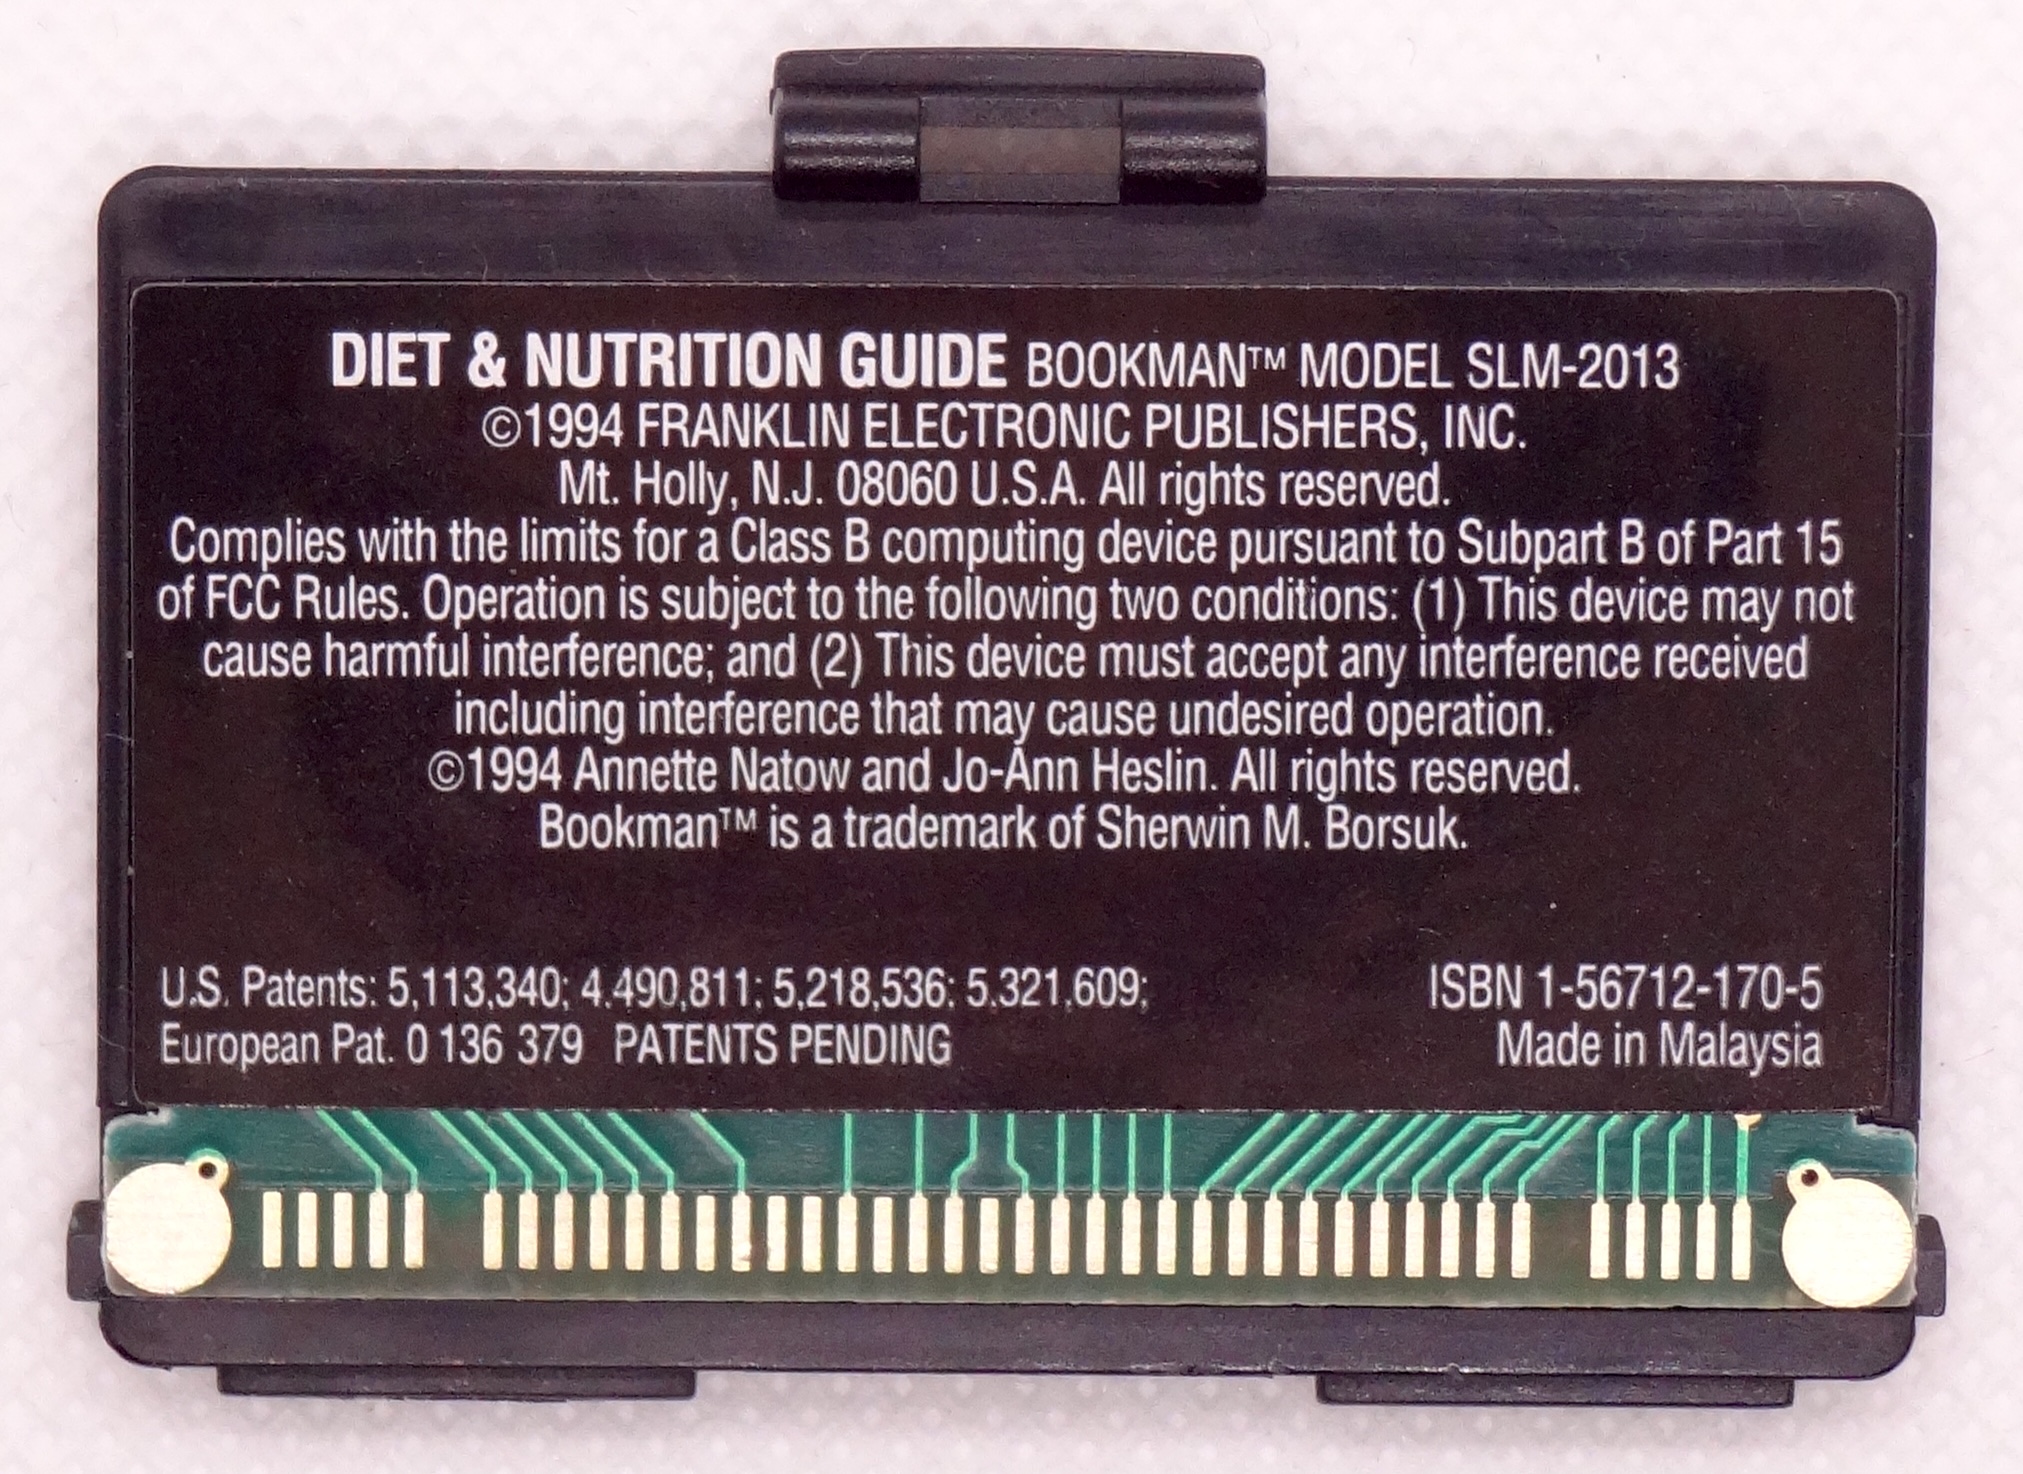 DIET & NUTRITION GUIDE BOOKMAN™ MODEL SLM-2013
©1994 FRANKLIN ELECTRONIC PUBLISHERS, INC.
Mt. Holly, N.J. 08060 U.S.A. All rights reserved.
Complies with the limits for a Class B computing device pursuant to Subpart B of Part 15
of FCC Rules. Operation is subject to the following two conditions: (1) This device may not
cause harmful interference; and (2) This device must accept any interference received
including interference that may cause undesired operation.
©1994 Annette Natow and Jo-Ann Heslin. All rights reserved.
Bookman™ is a trademark of Sherwin M. Borsuk.
U.S. Patents: 5,113,340; 4,490,811; 5,218,536; 5,321,609;
European Pat. 0 136 379 PATENTS PENDING
ISBN 1-56712-170-5
Made in Malaysia